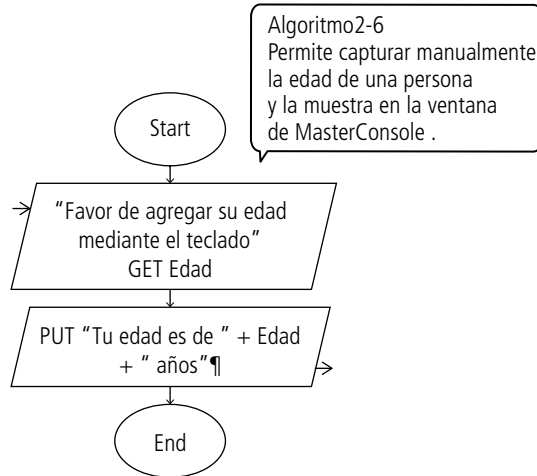 Algoritmo2-6
Permite capturar manualmente
la edad de una persona
y la muestra en la ventana
de MasterConsole .
Start
"Favor de agregar su edad
mediante el teclado"
GET Edad
PUT "Tu edad es de " + Edad
+ " años"¶
End